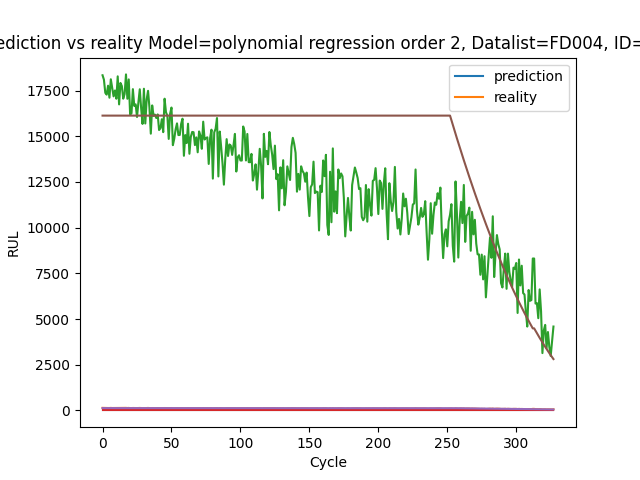 ediction vs reality Model=polynomial regression order 2, Datalist=FD004, ID=
prediction
reality
17500
15000
12500
10000
7500
5000
2500
0
RUL
0 50 100 150 200 250 300
Cycle